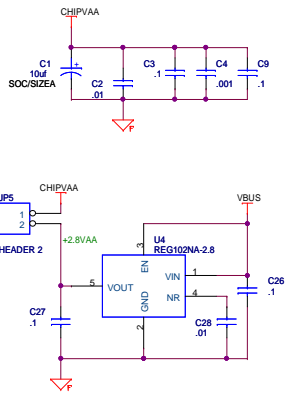 CHIPVAA
C1
10uf
SOC/SIZEA
+
C2
.01
C3
.1
C4
.001
C9
.1
F
CHIPVAA
JP5
1
2
HEADER 2
+2.8VAA
U4
REG102NA-2.8
VBUS
3
EN
5
VOUT
VIN
1
NR
4
GND
2
C26
.1
C27
.1
C28
.01
F